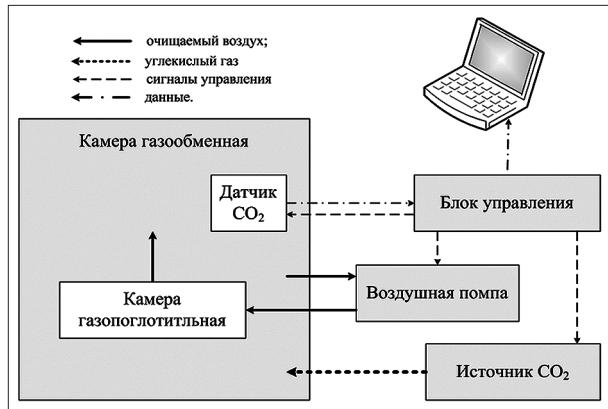 очищаемый воздух;
углекислый газ
сигналы управления
данные.
Камера газообменная
Датчик
CO₂
Блок управления
Камера
газопоглотитльная
Воздушная помпа
Источник CO₂